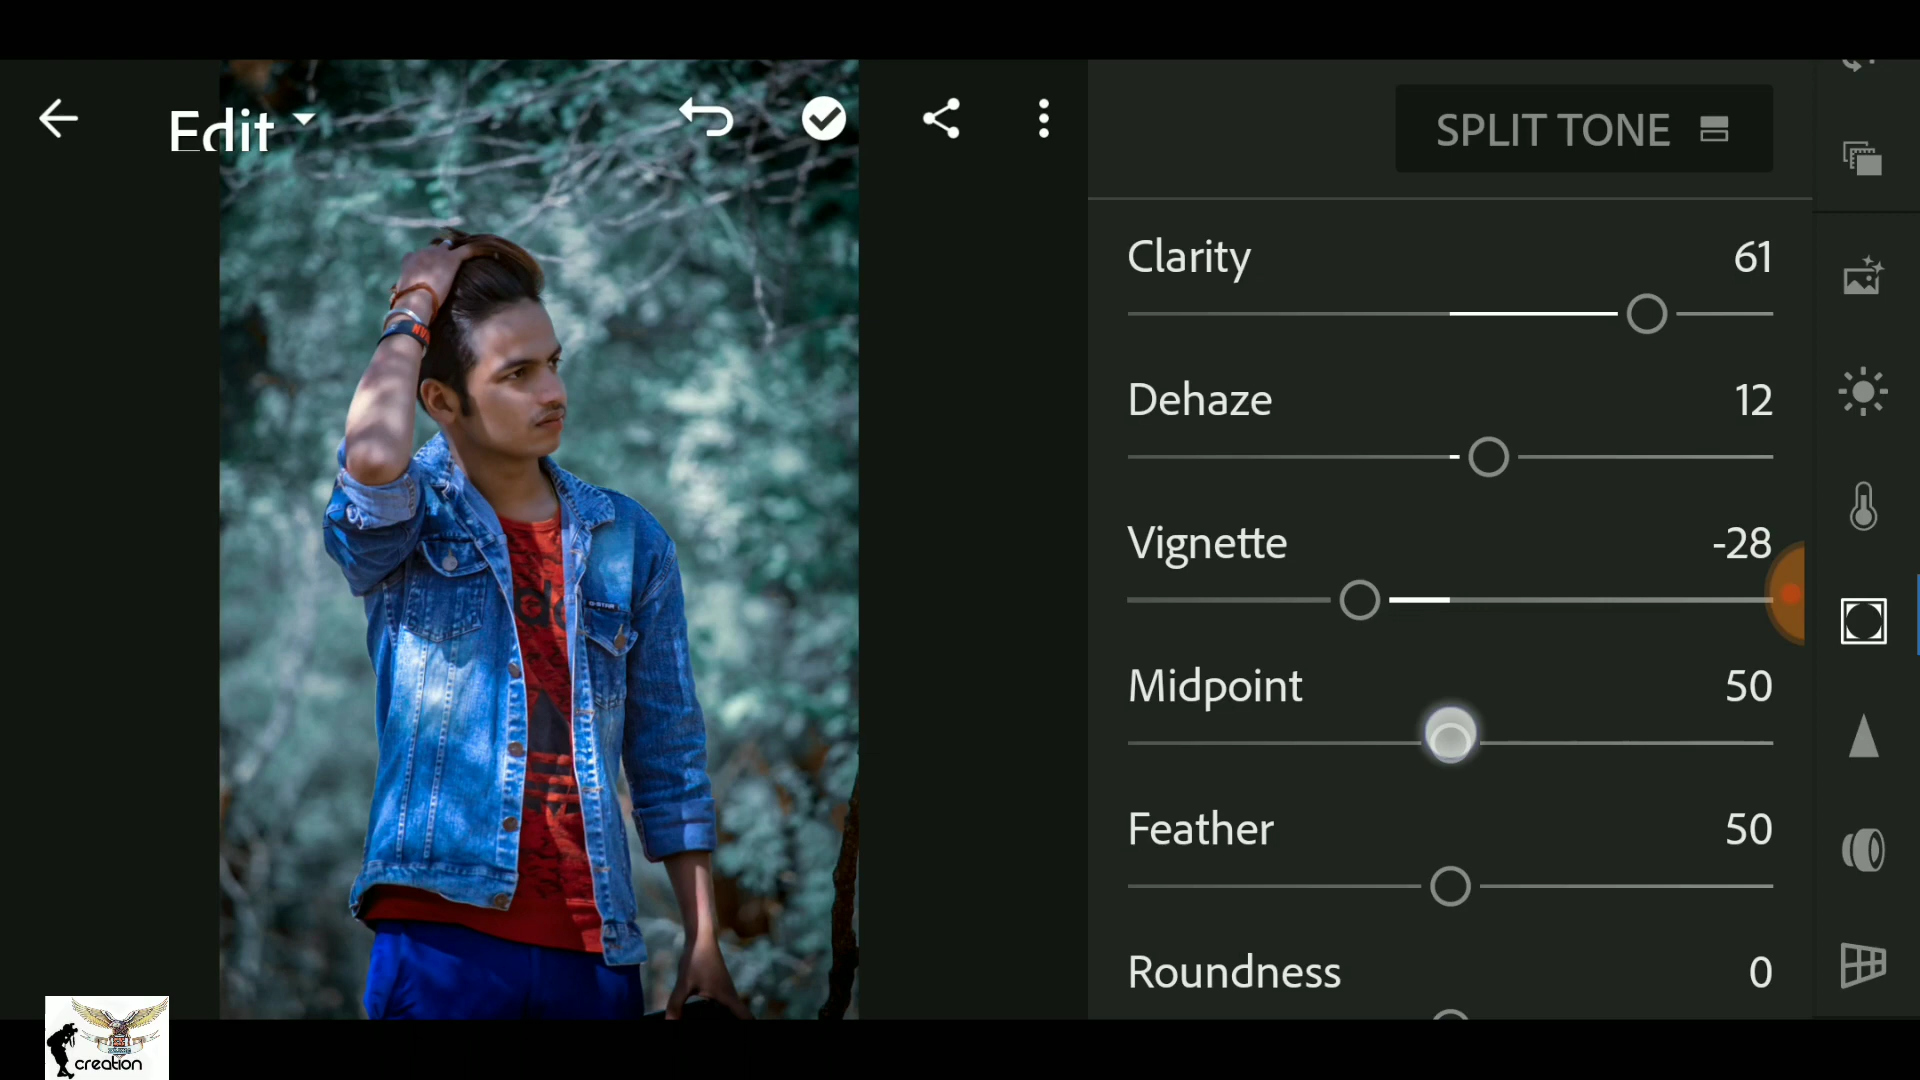 Edit
SPLIT TONE
Clarity 61
Dehaze 12
Vignette -28
Midpoint 50
Feather 50
Roundness 0
creation